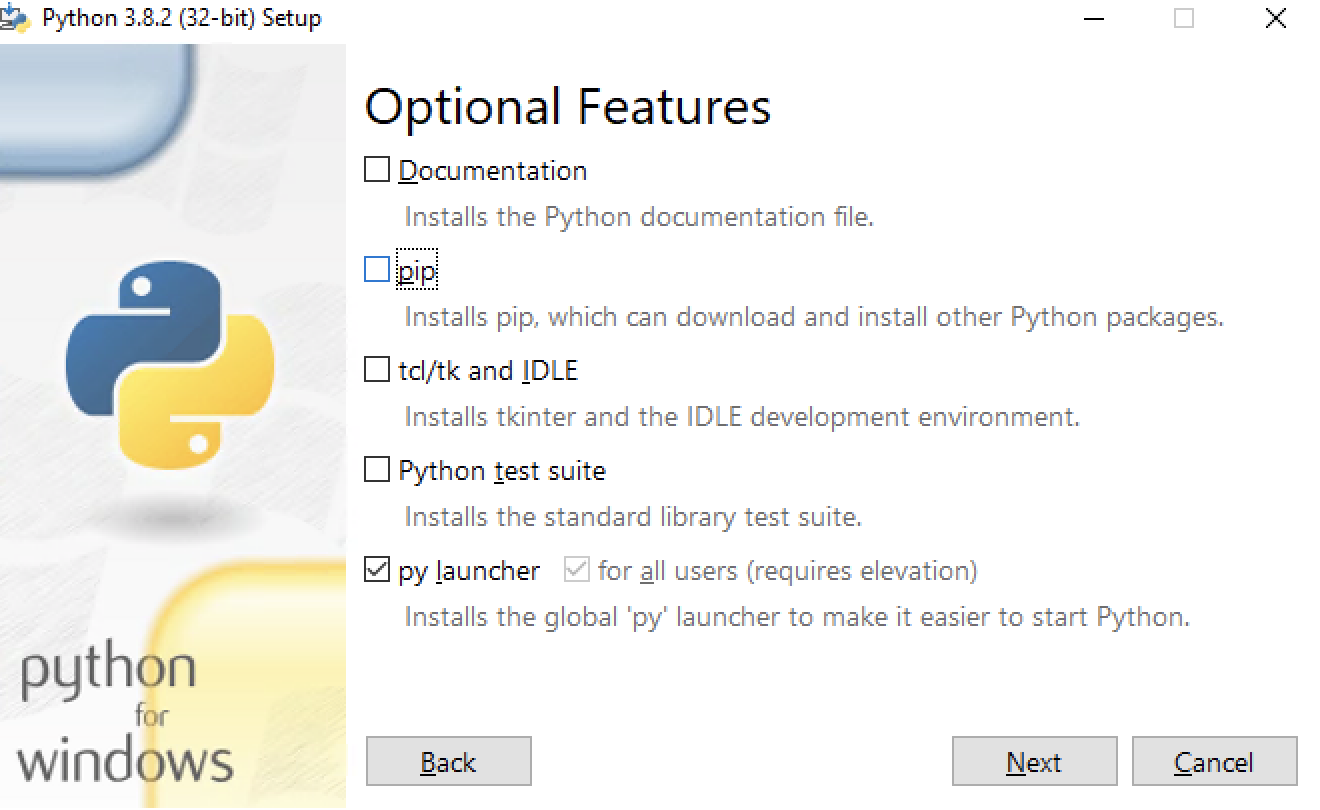 Python 3.8.2 (32-bit) Setup
Optional Features
Documentation
Installs the Python documentation file.
pip
Installs pip, which can download and install other Python packages.
tcl/tk and IDLE
Installs tkinter and the IDLE development environment.
Python test suite
Installs the standard library test suite.
py launcher for all users (requires elevation)
Installs the global 'py' launcher to make it easier to start Python.
python
for
windows
Back Next Cancel